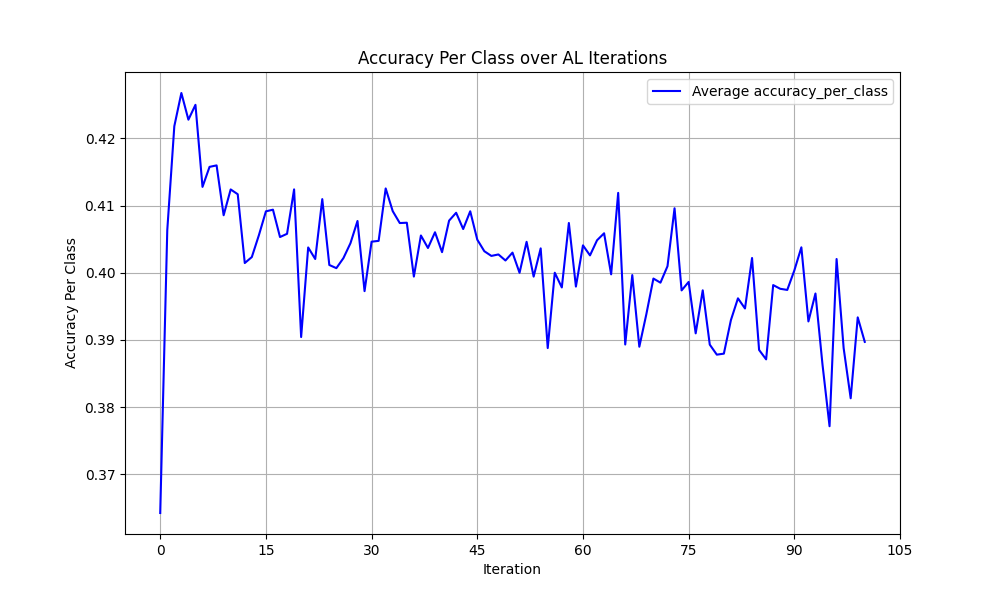 Accuracy Per Class over AL Iterations
Average accuracy_per_class
Accuracy Per Class
0.42
0.41
0.40
0.39
0.38
0.37
0 15 30 45 60 75 90 105
Iteration